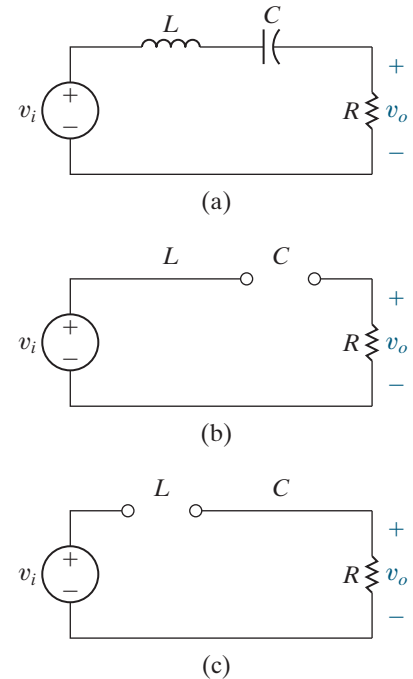 L C
+
v_i + − R v_o
−
(a)
L C
+
v_i + − R v_o
−
(b)
L C
+
v_i + − R v_o
−
(c)